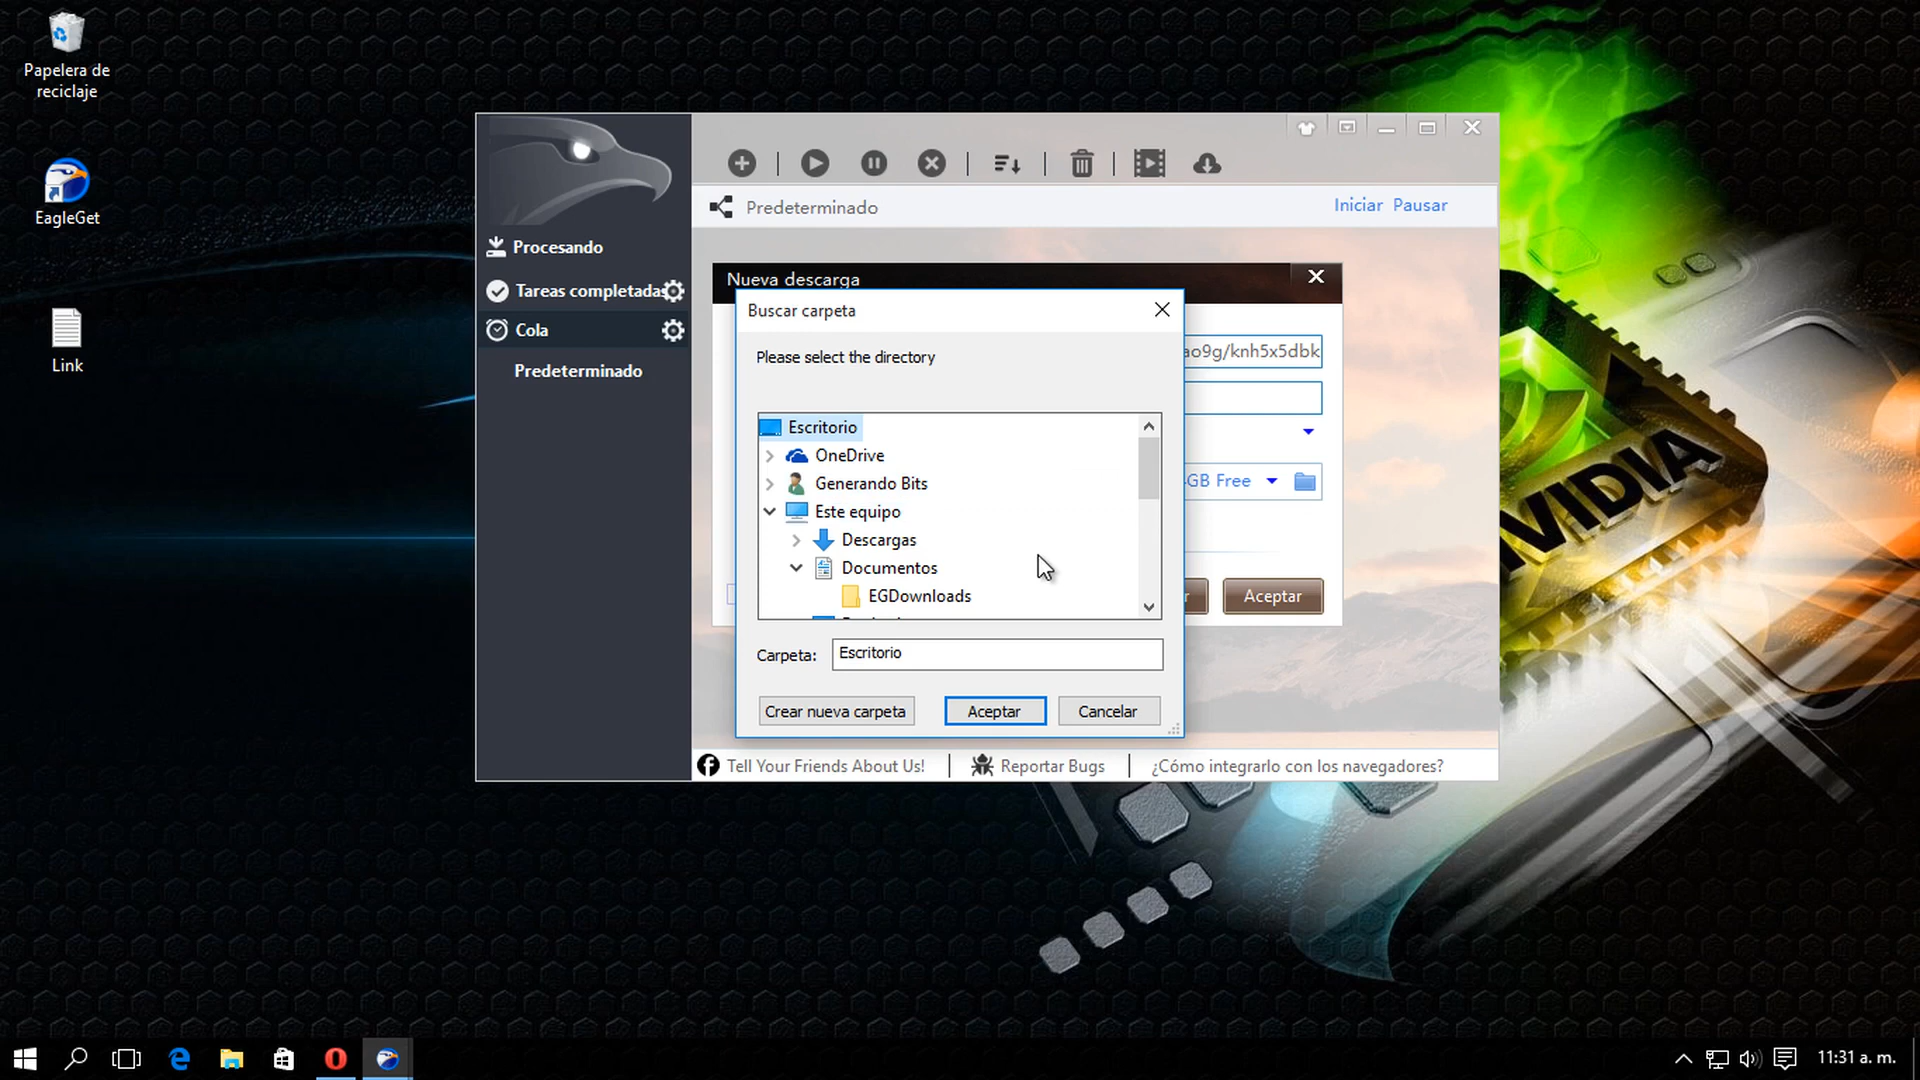 Papelera de
reciclaje
EagleGet
Link
Procesando
Tareas completadas
Cola
Predeterminado
Predeterminado
Iniciar Pausar
Nueva descarga
Buscar carpeta
Please select the directory
Escritorio
OneDrive
Generando Bits
Este equipo
Descargas
Documentos
EGDownloads
Carpeta: Escritorio
Crear nueva carpeta
Aceptar
Cancelar
ao9g/knh5x5dbk
GB Free
r
Aceptar
Tell Your Friends About Us!
Reportar Bugs
¿Cómo integrarlo con los navegadores?
VIDIA
11:31 a. m.